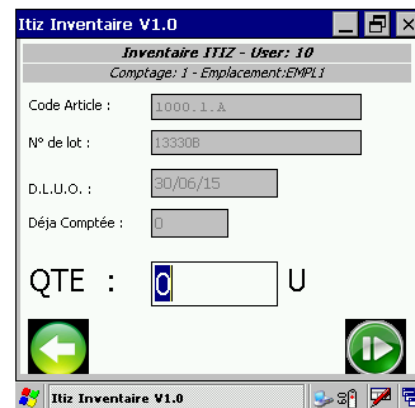 Itiz Inventaire V1.0
Inventaire ITIZ - User: 10
Comptage: 1 - Emplacement:EMPL1
Code Article : 1000.1.A
N° de lot : 13330B
D.L.U.O. : 30/06/15
Déja Comptée : 0
QTE : 0 U
Itiz Inventaire V1.0